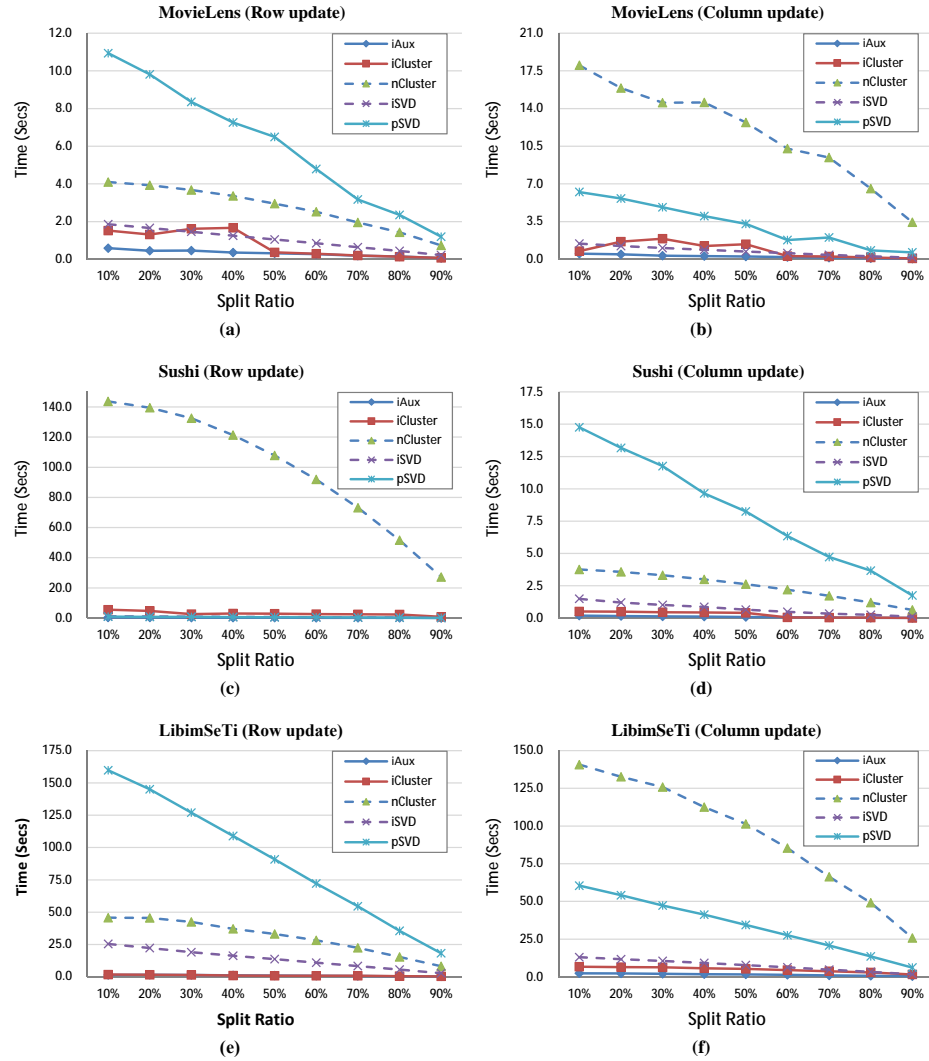 MovieLens (Row update)
12.0
10.0
8.0
6.0
4.0
2.0
0.0
Time (Secs)
iAux
iCluster
nCluster
iSVD
pSVD
10% 20% 30% 40% 50% 60% 70% 80% 90%
Split Ratio
(a)
MovieLens (Column update)
21.0
17.5
14.0
10.5
7.0
3.5
0.0
Time (Secs)
iAux
iCluster
nCluster
iSVD
pSVD
10% 20% 30% 40% 50% 60% 70% 80% 90%
Split Ratio
(b)
Sushi (Row update)
140.0
120.0
100.0
80.0
60.0
40.0
20.0
0.0
Time (Secs)
iAux
iCluster
nCluster
iSVD
pSVD
10% 20% 30% 40% 50% 60% 70% 80% 90%
Split Ratio
(c)
Sushi (Column update)
17.5
15.0
12.5
10.0
7.5
5.0
2.5
0.0
Time (Secs)
iAux
iCluster
nCluster
iSVD
pSVD
10% 20% 30% 40% 50% 60% 70% 80% 90%
Split Ratio
(d)
LibimSeTi (Row update)
175.0
150.0
125.0
100.0
75.0
50.0
25.0
0.0
Time (Secs)
iAux
iCluster
nCluster
iSVD
pSVD
10% 20% 30% 40% 50% 60% 70% 80% 90%
Split Ratio
(e)
LibimSeTi (Column update)
150.0
125.0
100.0
75.0
50.0
25.0
0.0
Time (Secs)
iAux
iCluster
nCluster
iSVD
pSVD
10% 20% 30% 40% 50% 60% 70% 80% 90%
Split Ratio
(f)